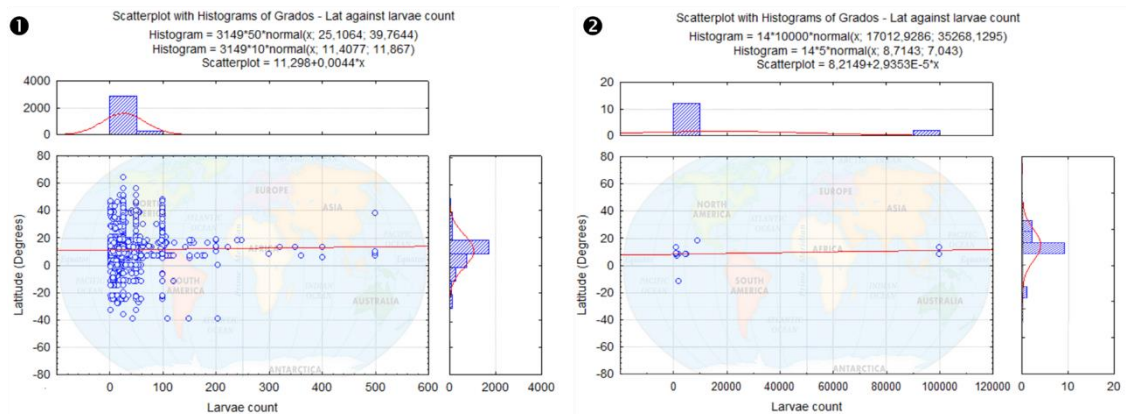 ❶
Scatterplot with Histograms of Grados - Lat against larvae count
Histogram = 3149*50*normal(x; 25,1064; 39,7644)
Histogram = 3149*10*normal(x; 11,4077; 11,867)
Scatterplot = 11,298+0,0044*x
4000
2000
0
80
60
40
20
0
-20
-40
-60
-80
Latitude (Degrees)
NORTH AMERICA
EUROPE
ASIA
AFRICA
SOUTH AMERICA
AUSTRALIA
ANTARCTICA
0 100 200 300 400 500 600
0 2000 4000
Larvae count
❷
Scatterplot with Histograms of Grados - Lat against larvae count
Histogram = 14*10000*normal(x; 17012,9286; 35268,1295)
Histogram = 14*5*normal(x; 8,7143; 7,043)
Scatterplot = 8,2149+2,9353E-5*x
20
10
0
80
60
40
20
0
-20
-40
-60
-80
Latitude (Degrees)
NORTH AMERICA
EUROPE
ASIA
AFRICA
SOUTH AMERICA
AUSTRALIA
ANTARCTICA
0 20000 40000 60000 80000 100000 120000
0 10 20
Larvae count